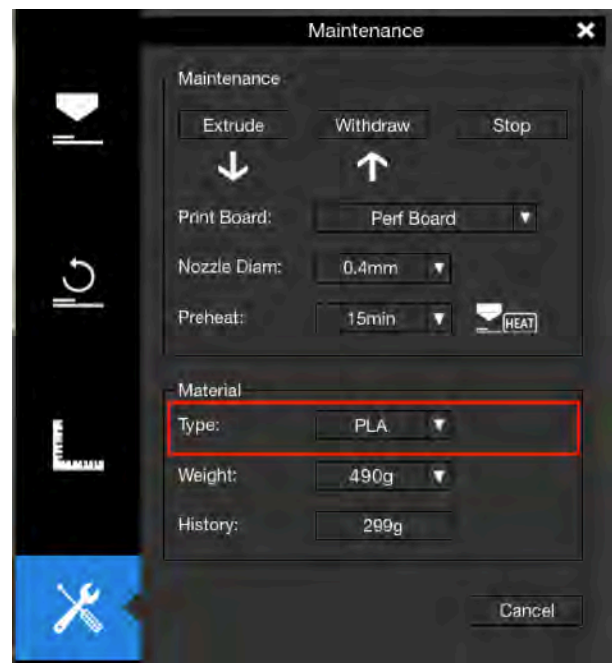 Maintenance
Maintenance
Extrude Withdraw Stop
Print Board: Perf Board
Nozzle Diam: 0.4mm
Preheat: 15min HEAT
Material
Type: PLA
Weight: 490g
History: 299g
Cancel